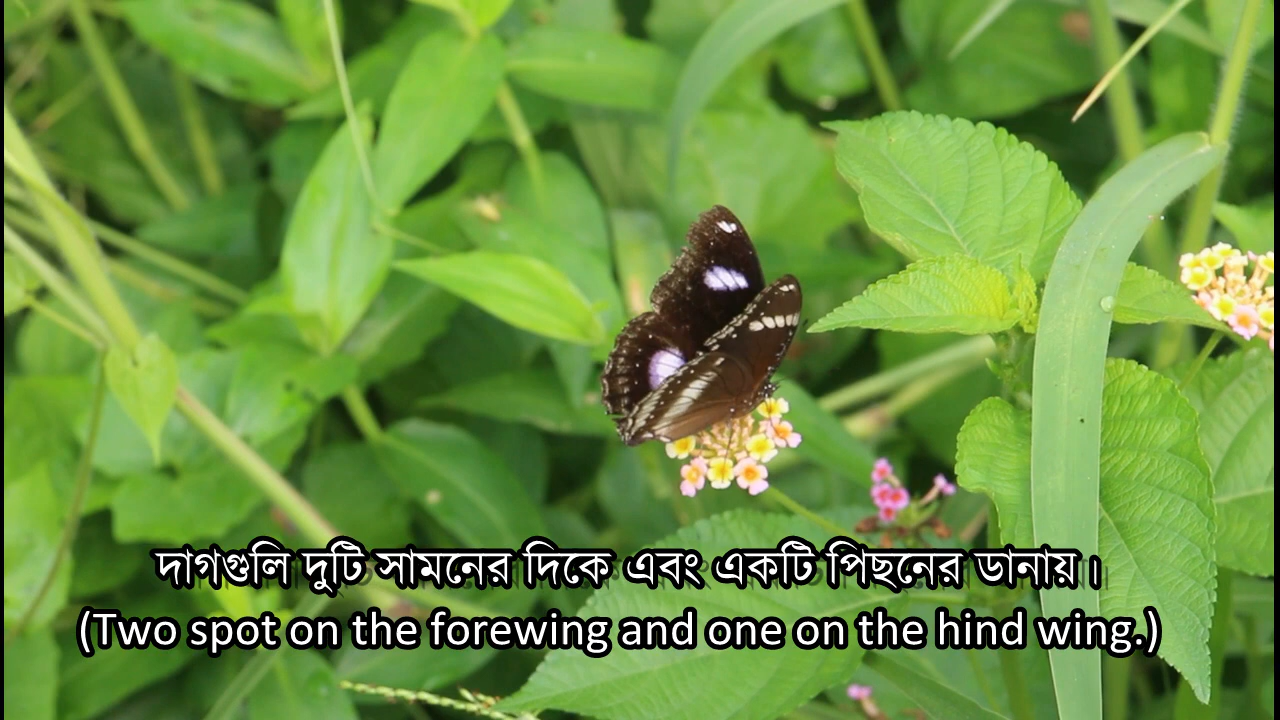 দাগগুলি দুটি সামনের দিকে এবং একটি পিছনের ডানায়।
(Two spot on the forewing and one on the hind wing.)